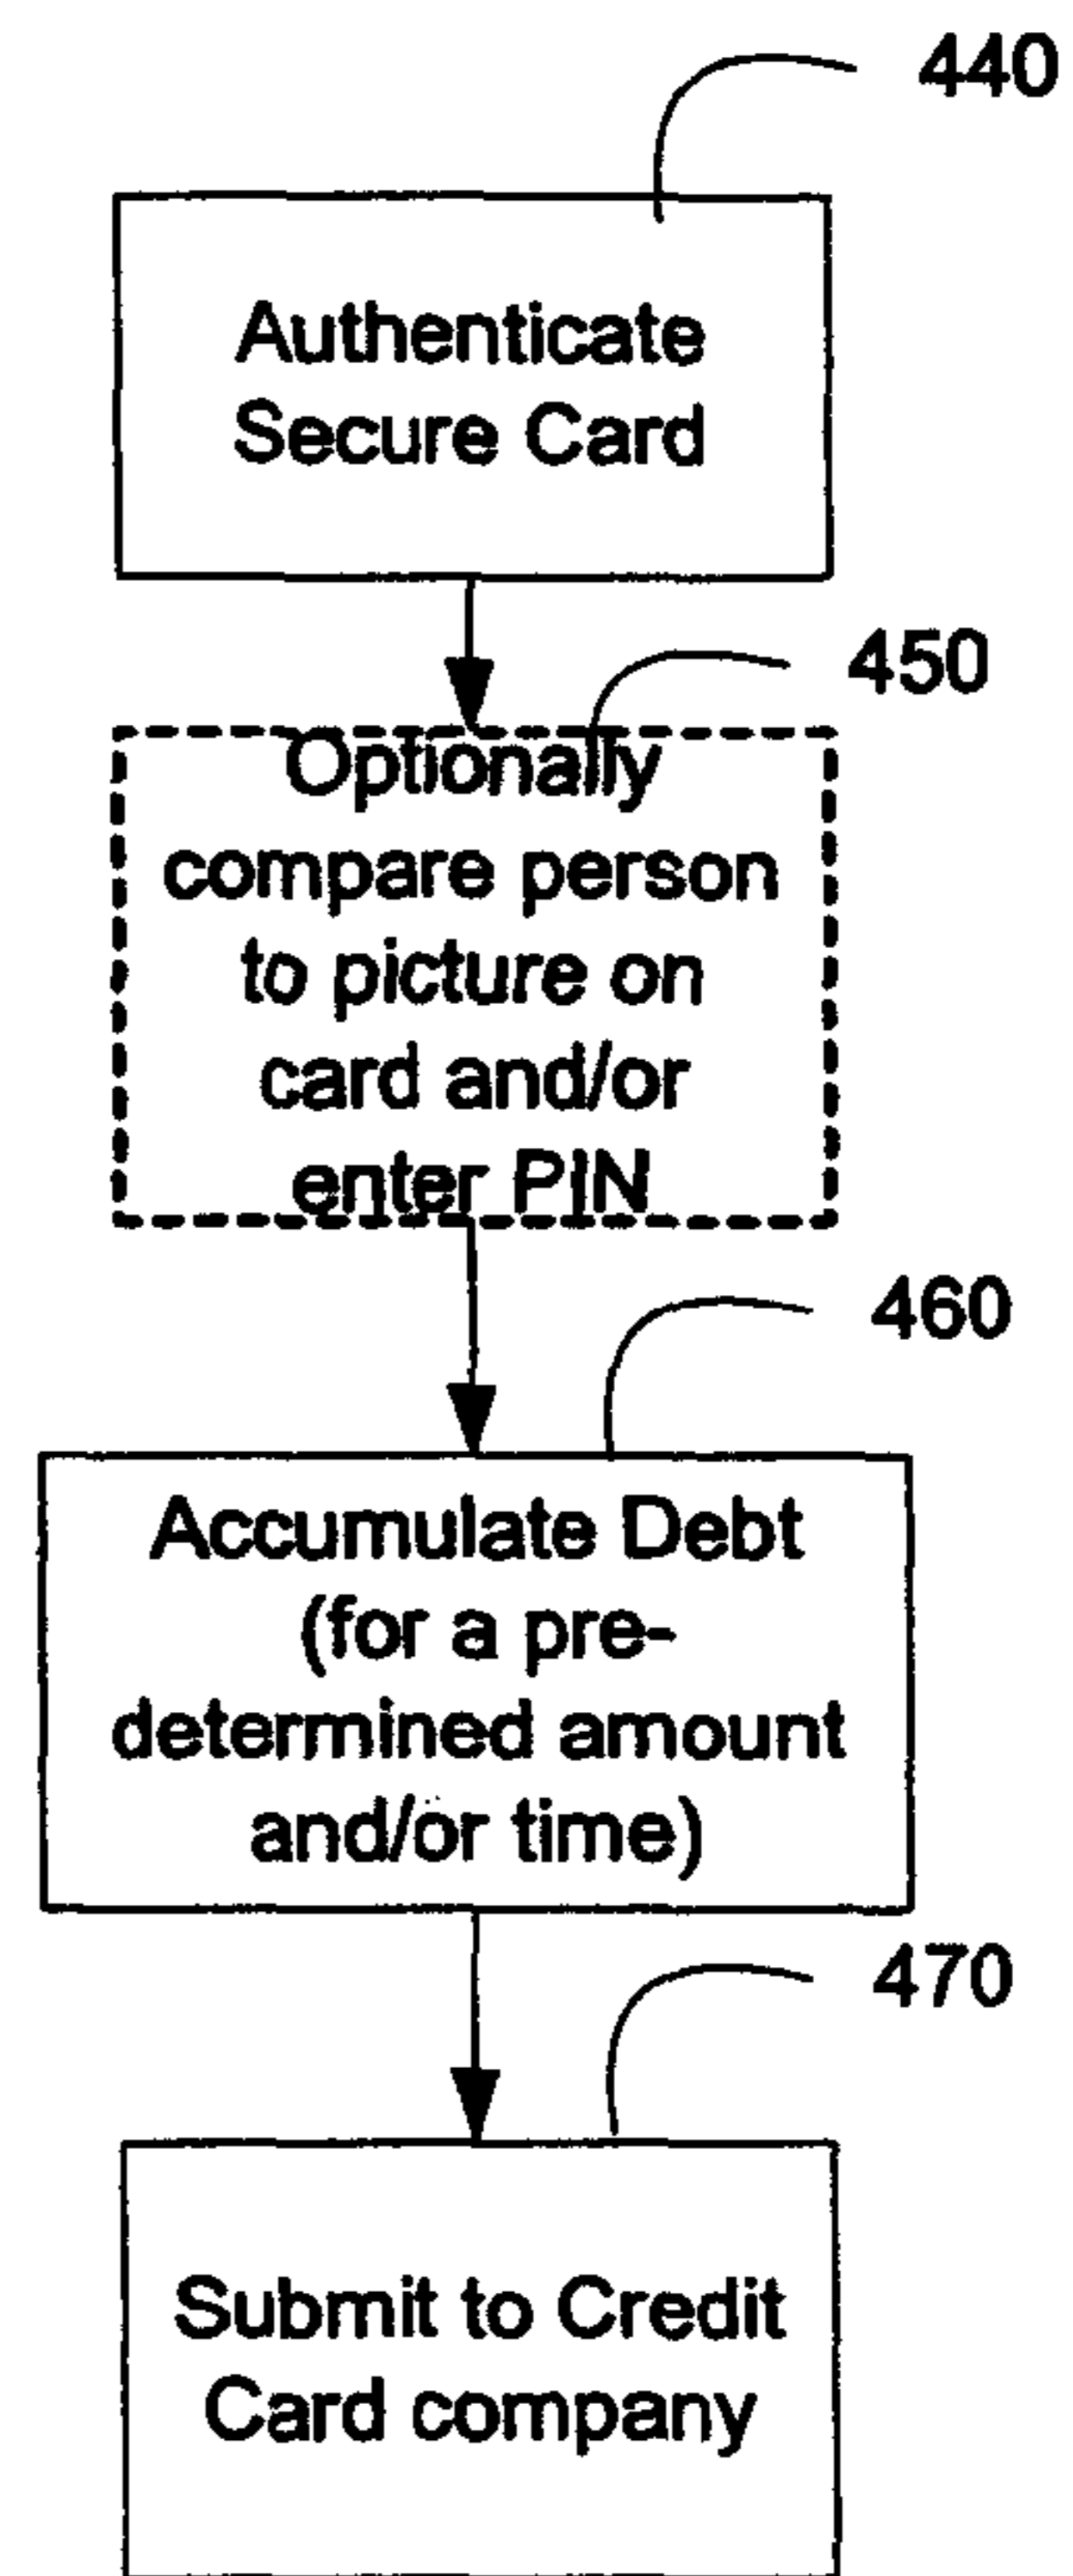 440
Authenticate
Secure Card
450
Optionally
compare person
to picture on
card and/or
enter PIN
460
Accumulate Debt
(for a pre-
determined amount
and/or time)
470
Submit to Credit
Card company